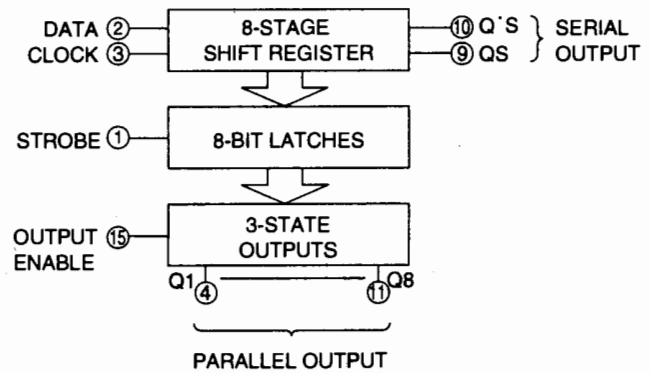 DATA ②
CLOCK ③
8-STAGE
SHIFT REGISTER
⑩ Q'S
⑨ QS
SERIAL
OUTPUT
STROBE ①
8-BIT LATCHES
OUTPUT ⑮
ENABLE
3-STATE
OUTPUTS
Q1 ④
⑪ Q8
PARALLEL OUTPUT